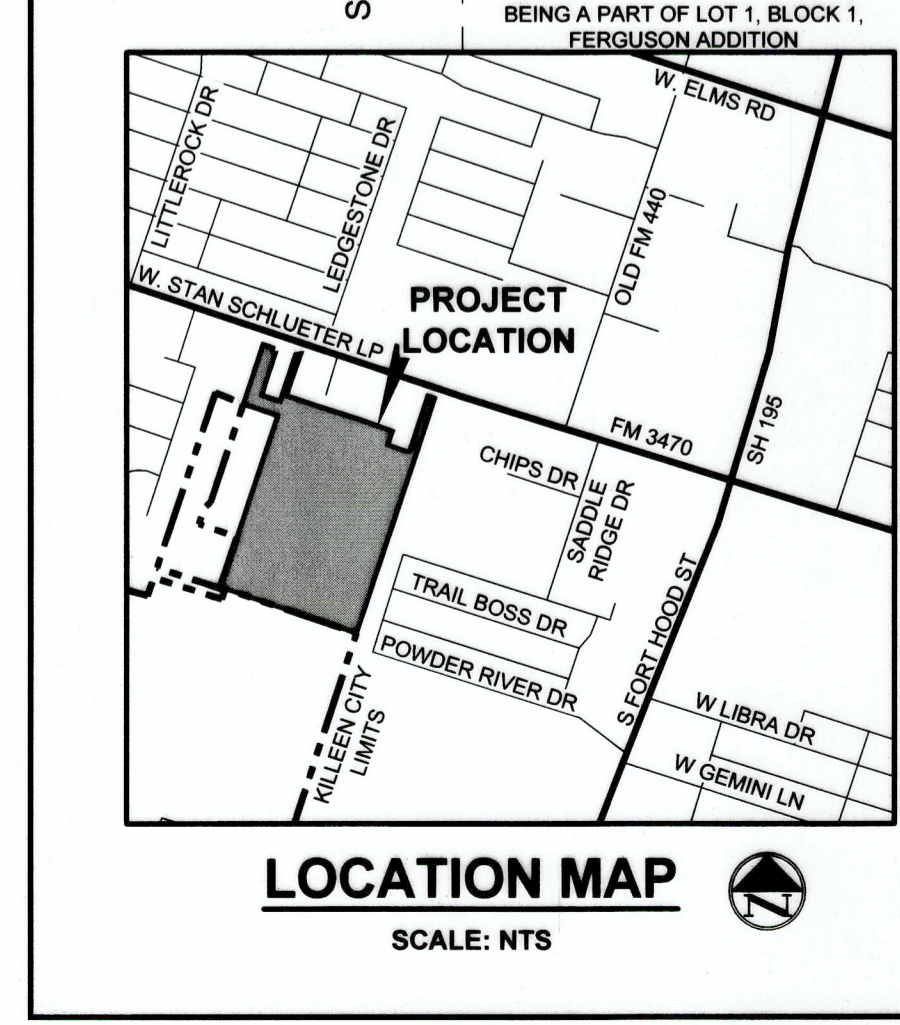 S
BEING A PART OF LOT 1, BLOCK 1,
FERGUSON ADDITION
W. ELMS RD
LITTLEROCK DR
LEDGESTONE DR
OLD FM 440
W. STAN SCHLUETER LP
PROJECT
LOCATION
FM 3470
SH 195
CHIPS DR
SADDLE
RIDGE DR
TRAIL BOSS DR
POWDER RIVER DR
S FORT HOOD ST
KILLEEN CITY
LIMITS
W LIBRA DR
W GEMINI LN
LOCATION MAP
N
SCALE: NTS